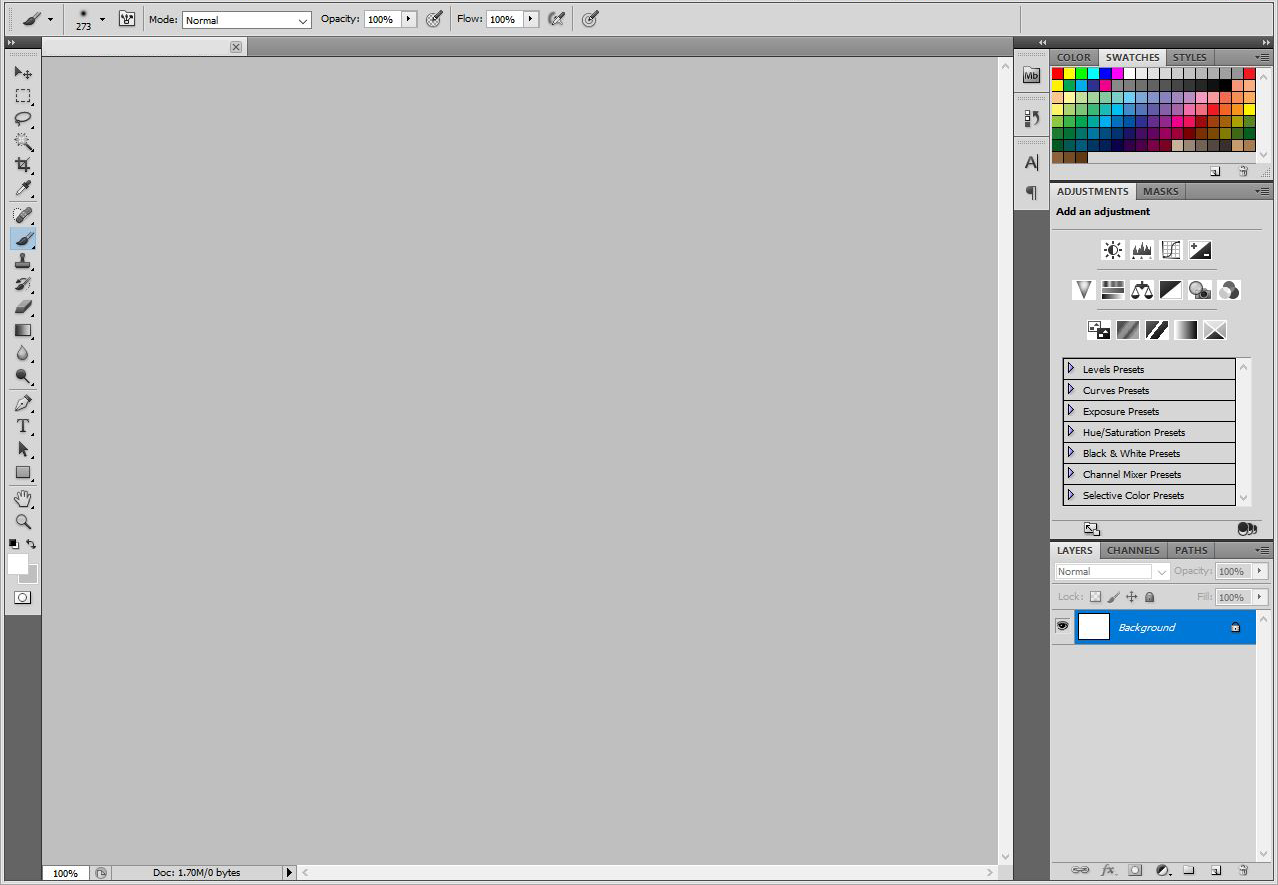 273 Mode: Normal Opacity: 100% Flow: 100%
Mb
A
COLOR SWATCHES STYLES
ADJUSTMENTS MASKS
Add an adjustment
Levels Presets
Curves Presets
Exposure Presets
Hue/Saturation Presets
Black & White Presets
Channel Mixer Presets
Selective Color Presets
T
LAYERS CHANNELS PATHS
Normal Opacity: 100%
Lock: Fill: 100%
Background
100% Doc: 1.70M/0 bytes
fx.